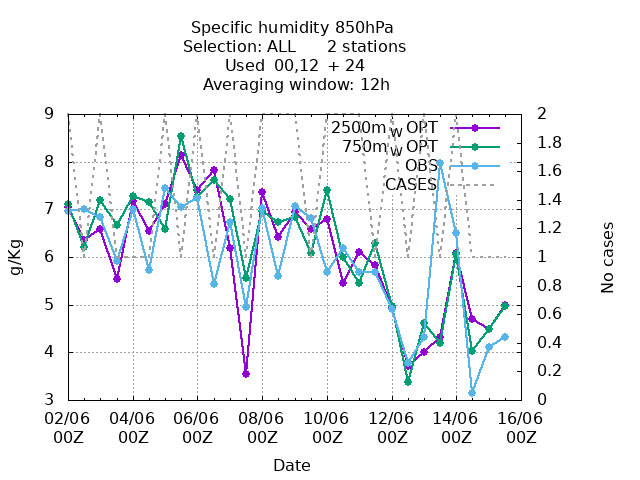 Specific humidity 850hPa
Selection: ALL 2 stations
Used 00,12 + 24
Averaging window: 12h
9 8 7 6 5 4 3
g/Kg
2500m W OPT
750m W OPT
OBS
CASES
2 1.8 1.6 1.4 1.2 1 0.8 0.6 0.4 0.2 0
No cases
02/06 04/06 06/06 08/06 10/06 12/06 14/06 16/06
00Z 00Z 00Z 00Z 00Z 00Z 00Z 00Z
Date